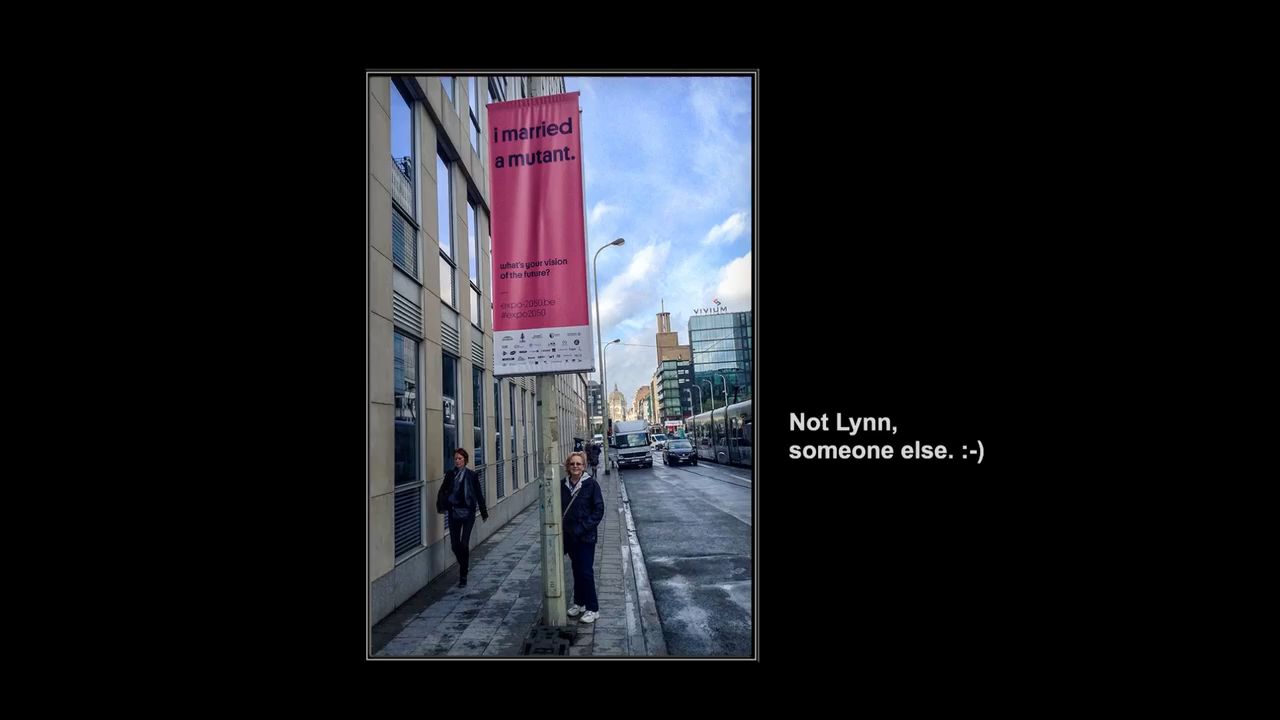 i married
a mutant.
what's your vision
of the future?
expo-2050.be
#expo2050
VIVIUM
Not Lynn,
someone else. :-)